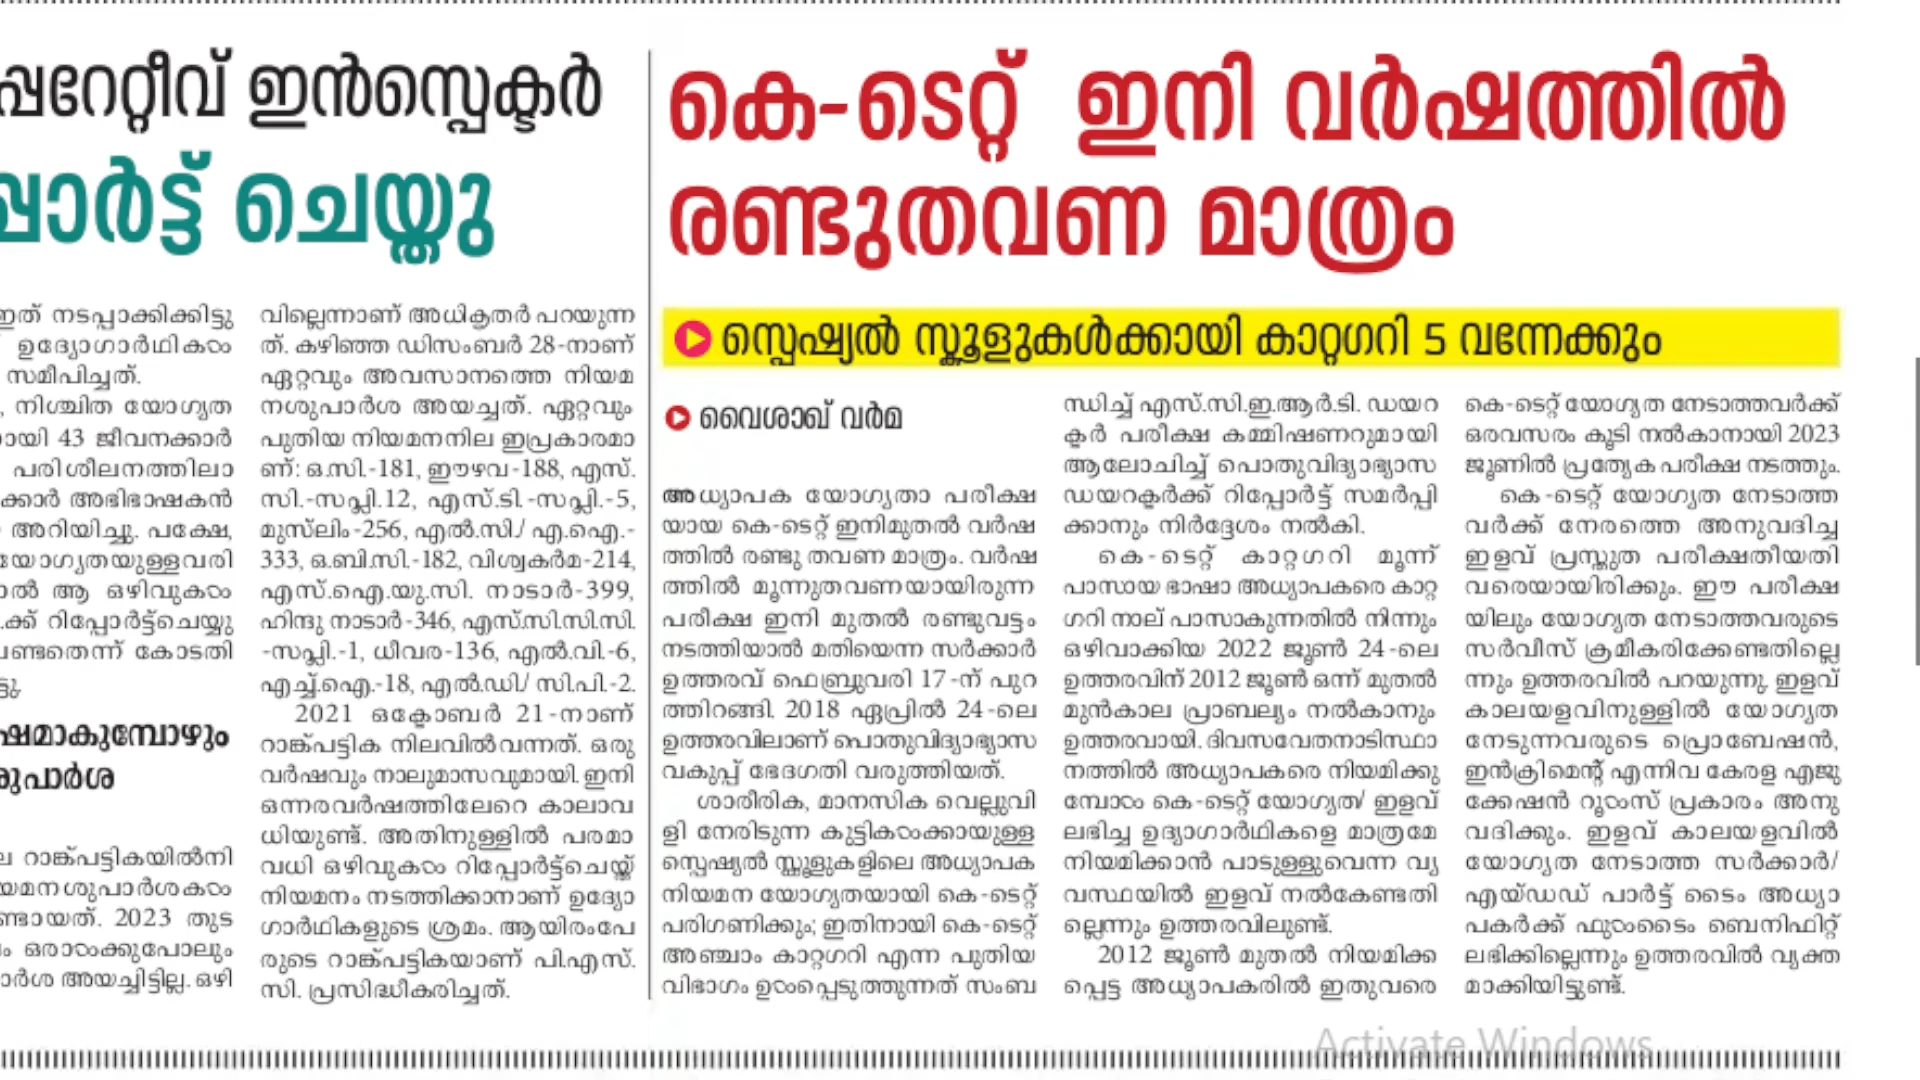 പ്പറേറ്റീവ് ഇൻസ്പെക്ടർ
ചെയ്തു
ഇത് നടപ്പാക്കിക്കിട്ടു
ഉദ്യോഗാർഥികൾ
സമീപിച്ചത്.
നിശ്ചിത യോഗ്യത
43 ജീവനക്കാർ
പരിശീലനത്തിലാ
അഭിഭാഷകൻ
അറിയിച്ചു. പക്ഷേ,
യോഗ്യതയുള്ളവരി
ആ ഒഴിവുകൾ
റിപ്പോർട്ട്ചെയ്യു
കോടതി
റാങ്ക്പട്ടികയിൽനി
2023 തുട
ഒരാൾക്കുപോലും
അയച്ചിട്ടില്ല. ഒഴി
വില്ലെന്നാണ് അധികൃതർ പറയുന്ന
ത്. കഴിഞ്ഞ ഡിസംബർ 28-നാണ്
ഏറ്റവും അവസാനത്തെ നിയമ
നശുപാർശ അയച്ചത്. ഏറ്റവും
പുതിയ നിയമനനില ഇപ്രകാരമാ
ണ്: ഒ.സി.-181, ഈഴവ-188, എസ്.
സി.-സപ്ലി.12, എസ്.ടി.-സപ്ലി.-5,
മുസ്‌ലിം-256, എൽ.സി./ എ.ഐ.-
333, ഒ.ബി.സി.-182, വിശ്വകർമ-214,
എസ്.ഐ.യു.സി. നാടാർ-399,
ഹിന്ദു നാടാർ-346, എസ്.സി.സി.സി.
-സപ്ലി.-1, ധീവര-136, എൽ.വി.-6,
എച്ച്.ഐ.-18, എൽ.ഡി./ സി.പി.-2.
2021 ഒക്ടോബർ 21-നാണ്
റാങ്ക്പട്ടിക നിലവിൽവന്നത്. ഒരു
വർഷവും നാലുമാസവുമായി. ഇനി
ഒന്നരവർഷത്തിലേറെ കാലാവ
ധിയുണ്ട്. അതിനുള്ളിൽ പരമാ
വധി ഒഴിവുകൾ റിപ്പോർട്ട്ചെയ്ത്
നിയമനം നടത്തിക്കാനാണ് ഉദ്യോ
ഗാർഥികളുടെ ശ്രമം. ആയിരംപേ
രുടെ റാങ്ക്പട്ടികയാണ് പി.എസ്.
സി. പ്രസിദ്ധീകരിച്ചത്.
കെ-ടെറ്റ് ഇനി വർഷത്തിൽ
രണ്ടുതവണ മാത്രം
സ്പെഷ്യൽ സ്കൂളുകൾക്കായി കാറ്റഗറി 5 വന്നേക്കും
വൈശാഖ് വർമ
അധ്യാപക യോഗ്യതാ പരീക്ഷ
യായ കെ-ടെറ്റ് ഇനിമുതൽ വർഷ
ത്തിൽ രണ്ടു തവണ മാത്രം. വർഷ
ത്തിൽ മൂന്നുതവണയായിരുന്ന
പരീക്ഷ ഇനി മുതൽ രണ്ടുവട്ടം
നടത്തിയാൽ മതിയെന്ന സർക്കാർ
ഉത്തരവ് ഫെബ്രുവരി 17-ന് പുറ
ത്തിറങ്ങി. 2018 ഏപ്രിൽ 24-ലെ
ഉത്തരവിലാണ് പൊതുവിദ്യാഭ്യാസ
വകുപ്പ് ഭേദഗതി വരുത്തിയത്.
ശാരീരിക, മാനസിക വെല്ലുവി
ളി നേരിടുന്ന കുട്ടികൾക്കായുള്ള
സ്പെഷ്യൽ സ്കൂളുകളിലെ അധ്യാപക
നിയമന യോഗ്യതയായി കെ-ടെറ്റ്
പരിഗണിക്കും; ഇതിനായി കെ-ടെറ്റ്
അഞ്ചാം കാറ്റഗറി എന്ന പുതിയ
വിഭാഗം ഉൾപ്പെടുത്തുന്നത് സംബ
ന്ധിച്ച് എസ്.സി.ഇ.ആർ.ടി. ഡയറ
ക്ടർ പരീക്ഷ കമ്മിഷണറുമായി
ആലോചിച്ച് പൊതുവിദ്യാഭ്യാസ
ഡയറക്ടർക്ക് റിപ്പോർട്ട് സമർപ്പി
ക്കാനും നിർദ്ദേശം നൽകി.
കെ-ടെറ്റ് കാറ്റഗറി മൂന്ന്
പാസായ ഭാഷാ അധ്യാപകരെ കാറ്റ
ഗറി നാല് പാസാകുന്നതിൽ നിന്നും
ഒഴിവാക്കിയ 2022 ജൂൺ 24-ലെ
ഉത്തരവിന് 2012 ജൂൺ ഒന്ന് മുതൽ
മുൻകാല പ്രാബല്യം നൽകാനും
ഉത്തരവായി. ദിവസവേതനാടിസ്ഥാ
നത്തിൽ അധ്യാപകരെ നിയമിക്കു
മ്പോൾ കെ-ടെറ്റ് യോഗ്യത/ ഇളവ്
ലഭിച്ച ഉദ്യാഗാർഥികളെ മാത്രമേ
നിയമിക്കാൻ പാടുള്ളുവെന്ന വ്യ
വസ്ഥയിൽ ഇളവ് നൽകേണ്ടതി
ല്ലെന്നും ഉത്തരവിലുണ്ട്.
2012 ജൂൺ മുതൽ നിയമിക്ക
പ്പെട്ട അധ്യാപകരിൽ ഇതുവരെ
കെ-ടെറ്റ് യോഗ്യത നേടാത്തവർക്ക്
ഒരവസരം കൂടി നൽകാനായി 2023
ജൂണിൽ പ്രത്യേക പരീക്ഷ നടത്തും.
കെ-ടെറ്റ് യോഗ്യത നേടാത്ത
വർക്ക് നേരത്തെ അനുവദിച്ച
ഇളവ് പ്രസ്തുത പരീക്ഷതീയതി
വരെയായിരിക്കും. ഈ പരീക്ഷ
യിലും യോഗ്യത നേടാത്തവരുടെ
സർവീസ് ക്രമീകരിക്കേണ്ടതില്ലെ
ന്നും ഉത്തരവിൽ പറയുന്നു. ഇളവ്
കാലയളവിനുള്ളിൽ യോഗ്യത
നേടുന്നവരുടെ പ്രൊബേഷൻ,
ഇൻക്രിമെന്റ് എന്നിവ കേരള എജു
ക്കേഷൻ റൂൾസ് പ്രകാരം അനു
വദിക്കും. ഇളവ് കാലയളവിൽ
യോഗ്യത നേടാത്ത സർക്കാർ/
എയ്ഡഡ് പാർട്ട് ടൈം അധ്യാ
പകർക്ക് ഫുൾടൈം ബെനിഫിറ്റ്
ലഭിക്കില്ലെന്നും ഉത്തരവിൽ വ്യക്ത
മാക്കിയിട്ടുണ്ട്.
Activate Windows